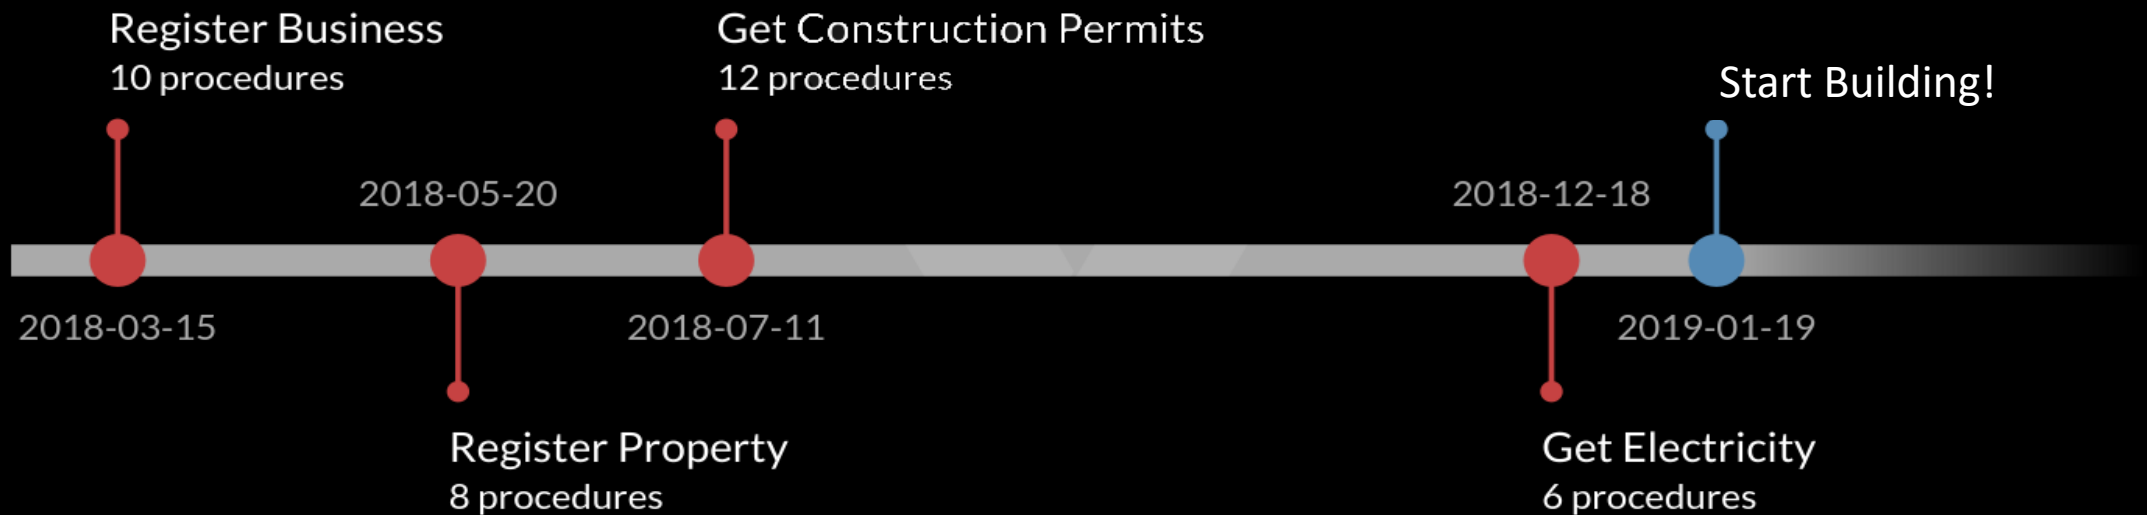 Register Business
10 procedures
Get Construction Permits
12 procedures
Start Building!
2018-05-20
2018-12-18
2018-03-15
2018-07-11
2019-01-19
Register Property
8 procedures
Get Electricity
6 procedures